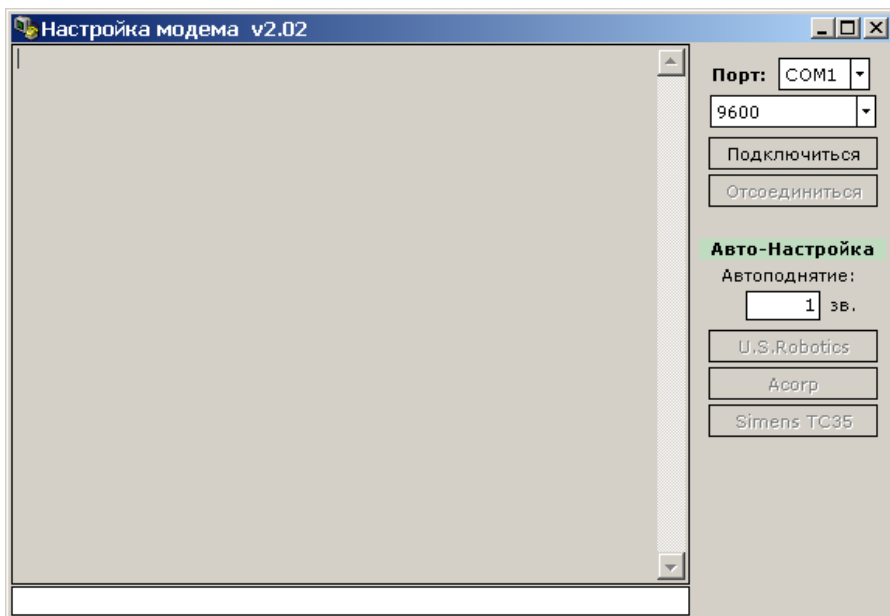 Настройка модема v2.02
Порт: COM1
9600
Подключиться
Отсоединиться
Авто-Настройка
Автоподнятие:
1 зв.
U.S.Robotics
Acorp
Simens TC35